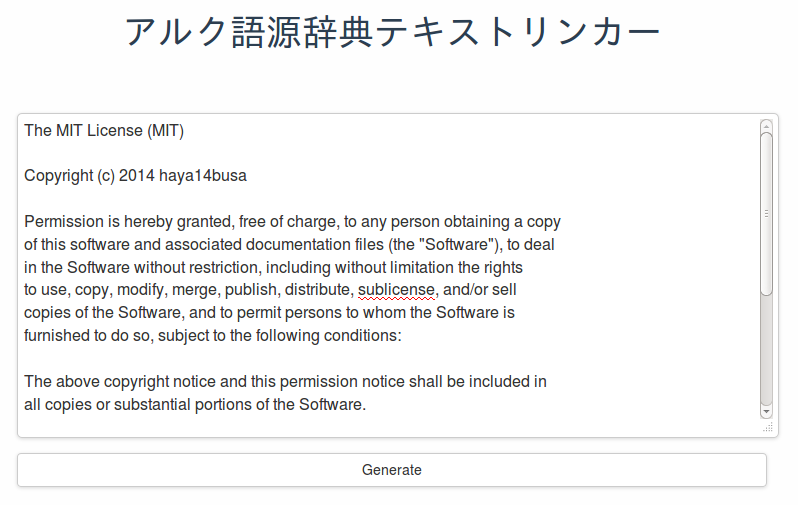 アルク語源辞典テキストリンカー
The MIT License (MIT)
Copyright (c) 2014 haya14busa
Permission is hereby granted, free of charge, to any person obtaining a copy
of this software and associated documentation files (the "Software"), to deal
in the Software without restriction, including without limitation the rights
to use, copy, modify, merge, publish, distribute, sublicense, and/or sell
copies of the Software, and to permit persons to whom the Software is
furnished to do so, subject to the following conditions:
The above copyright notice and this permission notice shall be included in
all copies or substantial portions of the Software.
Generate